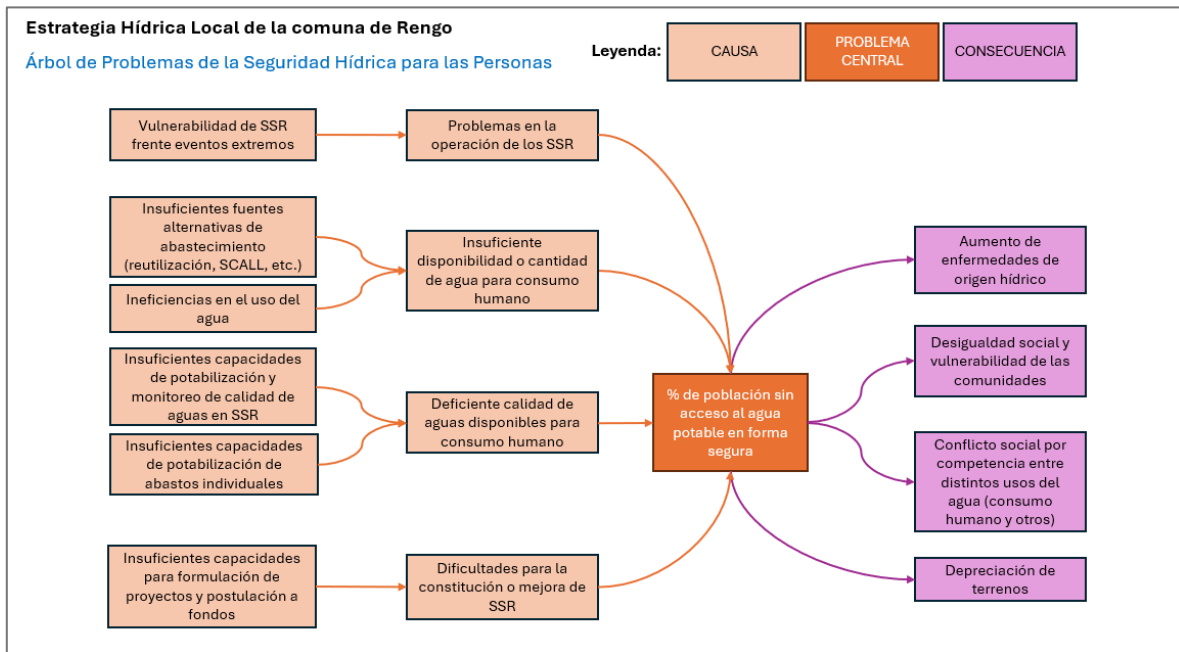 Estrategia Hídrica Local de la comuna de Rengo
Árbol de Problemas de la Seguridad Hídrica para las Personas
Leyenda:
CAUSA
PROBLEMA
CENTRAL
CONSECUENCIA
Vulnerabilidad de SSR
frente eventos extremos
Problemas en la
operación de los SSR
Insuficientes fuentes
alternativas de
abastecimiento
(reutilización, SCALL, etc.)
Ineficiencias en el uso del
agua
Insuficiente
disponibilidad o cantidad
de agua para consumo
humano
Insuficientes capacidades
de potabilización y
monitoreo de calidad de
aguas en SSR
Insuficientes capacidades
de potabilización de
abastos individuales
Deficiente calidad de
aguas disponibles para
consumo humano
Insuficientes capacidades
para formulación de
proyectos y postulación a
fondos
Dificultades para la
constitución o mejora de
SSR
% de población sin
acceso al agua
potable en forma
segura
Aumento de
enfermedades de
origen hídrico
Desigualdad social y
vulnerabilidad de las
comunidades
Conflicto social por
competencia entre
distintos usos del
agua (consumo
humano y otros)
Depreciación de
terrenos